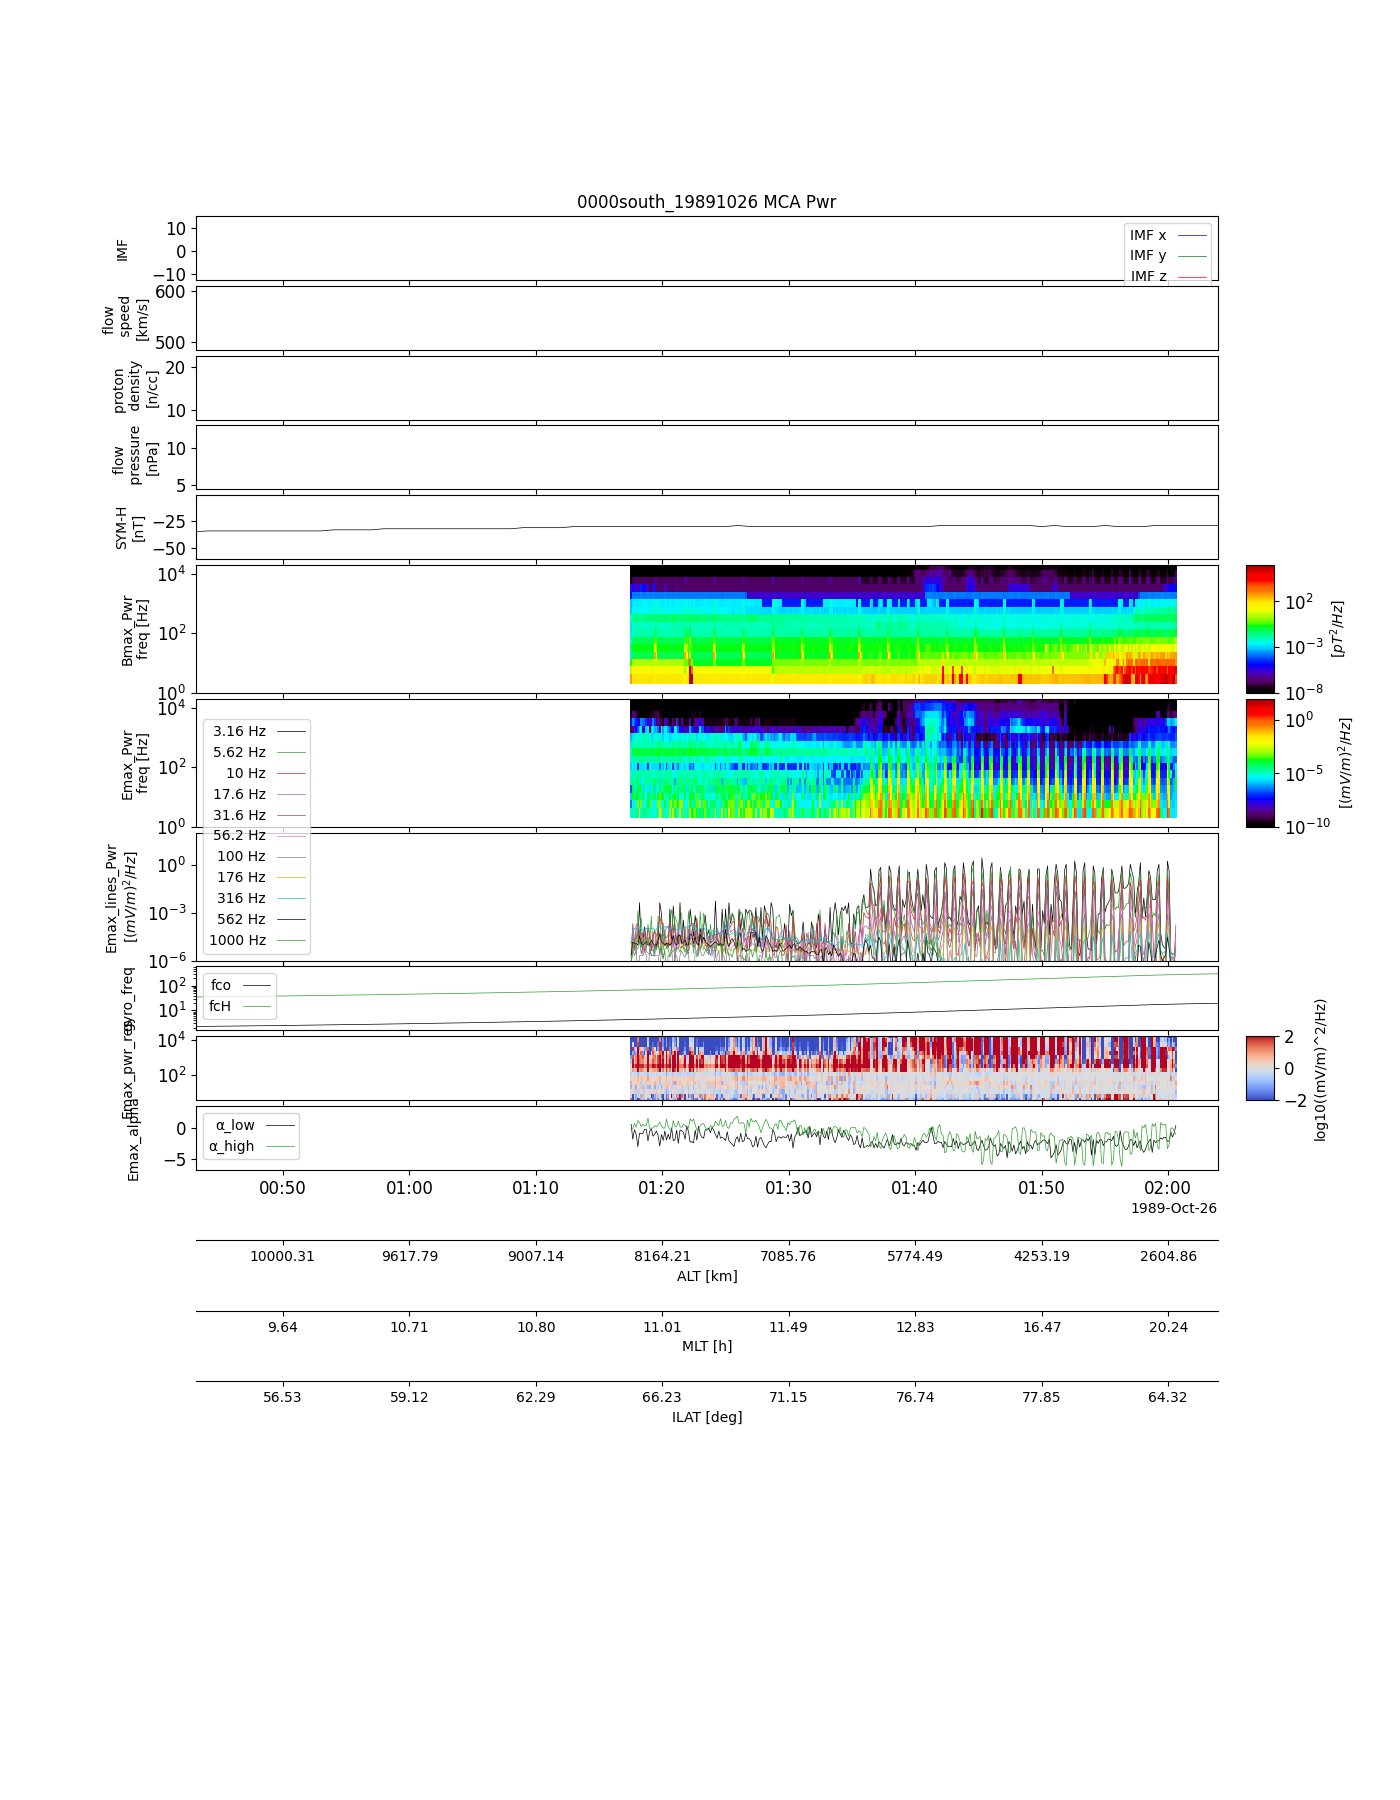 0000south_19891026 MCA Pwr
10
0
−10
IMF
IMF x
IMF y
IMF z
600
500
flow
speed
[km/s]
20
10
proton
density
[n/cc]
10
5
flow
pressure
[nPa]
−25
−50
SYM-H
[nT]
10^4
10^2
10^0
Bmax_Pwr
freq [Hz]
10^2
10^−3
10^−8
[pT^2/Hz]
10^4
10^2
10^0
Emax_Pwr
freq [Hz]
10^0
10^−5
10^−10
[(mV/m)^2/Hz]
3.16 Hz
5.62 Hz
10 Hz
17.6 Hz
31.6 Hz
56.2 Hz
100 Hz
176 Hz
316 Hz
562 Hz
1000 Hz
10^0
10^−3
10^−6
Emax_lines_Pwr
[(mV/m)^2/Hz]
10^2
10^1
gyro_freq
fco
fcH
10^4
10^2
Emax_pwr_reg
2
0
−2
log10((mV/m)^2/Hz)
0
−5
Emax_alpha
α_low
α_high
00:50 01:00 01:10 01:20 01:30 01:40 01:50 02:00
1989-Oct-26
10000.31 9617.79 9007.14 8164.21 7085.76 5774.49 4253.19 2604.86
ALT [km]
9.64 10.71 10.80 11.01 11.49 12.83 16.47 20.24
MLT [h]
56.53 59.12 62.29 66.23 71.15 76.74 77.85 64.32
ILAT [deg]